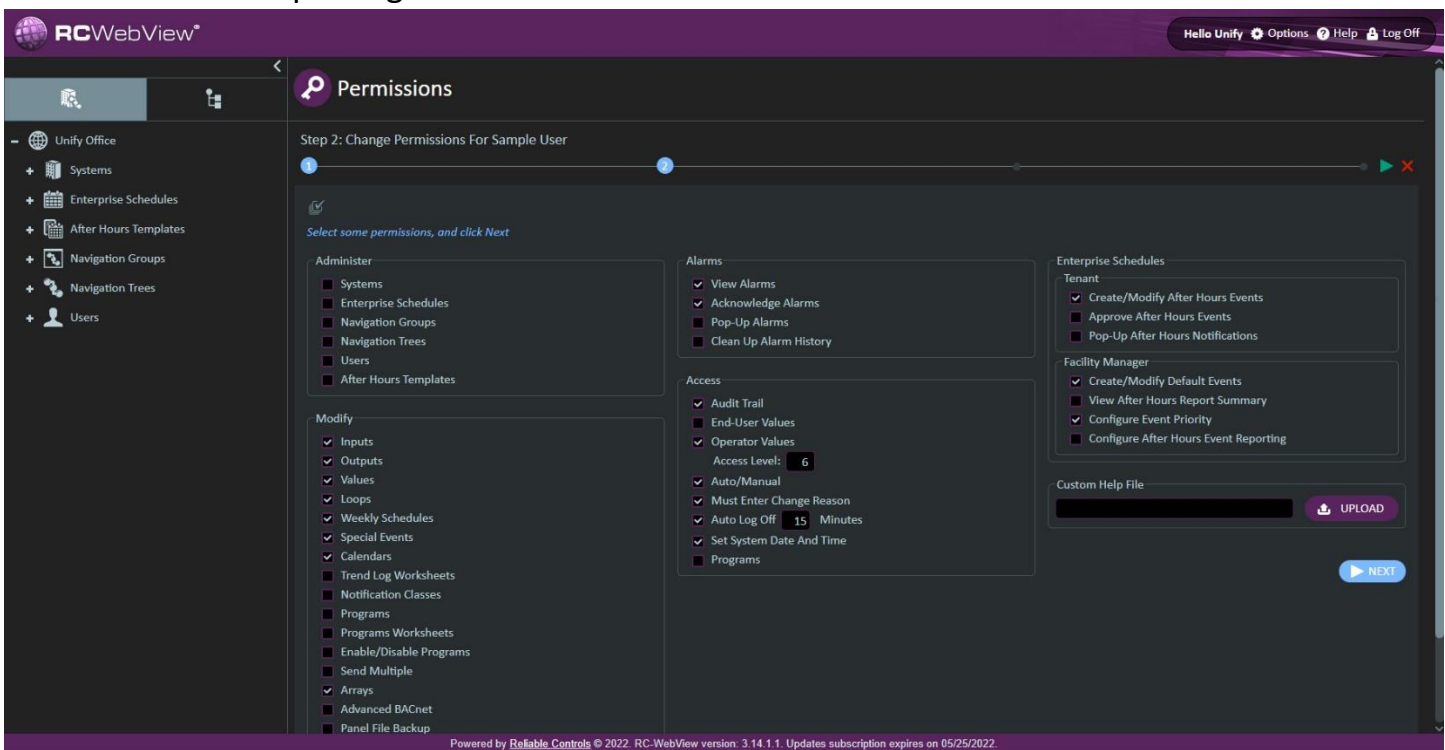 RCWebView®
Hello Unify Options Help Log Off
Permissions
Unify Office
Systems
Enterprise Schedules
After Hours Templates
Navigation Groups
Navigation Trees
Users
Step 2: Change Permissions For Sample User
1
2
Select some permissions, and click Next
Administer
Systems
Enterprise Schedules
Navigation Groups
Navigation Trees
Users
After Hours Templates
Modify
Inputs
Outputs
Values
Loops
Weekly Schedules
Special Events
Calendars
Trend Log Worksheets
Notification Classes
Programs
Programs Worksheets
Enable/Disable Programs
Send Multiple
Arrays
Advanced BACnet
Panel File Backup
Alarms
View Alarms
Acknowledge Alarms
Pop-Up Alarms
Clean Up Alarm History
Access
Audit Trail
End-User Values
Operator Values
Access Level: 6
Auto/Manual
Must Enter Change Reason
Auto Log Off 15 Minutes
Set System Date And Time
Programs
Enterprise Schedules
Tenant
Create/Modify After Hours Events
Approve After Hours Events
Pop-Up After Hours Notifications
Facility Manager
Create/Modify Default Events
View After Hours Report Summary
Configure Event Priority
Configure After Hours Event Reporting
Custom Help File
UPLOAD
NEXT
Powered by Reliable Controls © 2022. RC-WebView version: 3.14.1.1. Updates subscription expires on 05/25/2022.